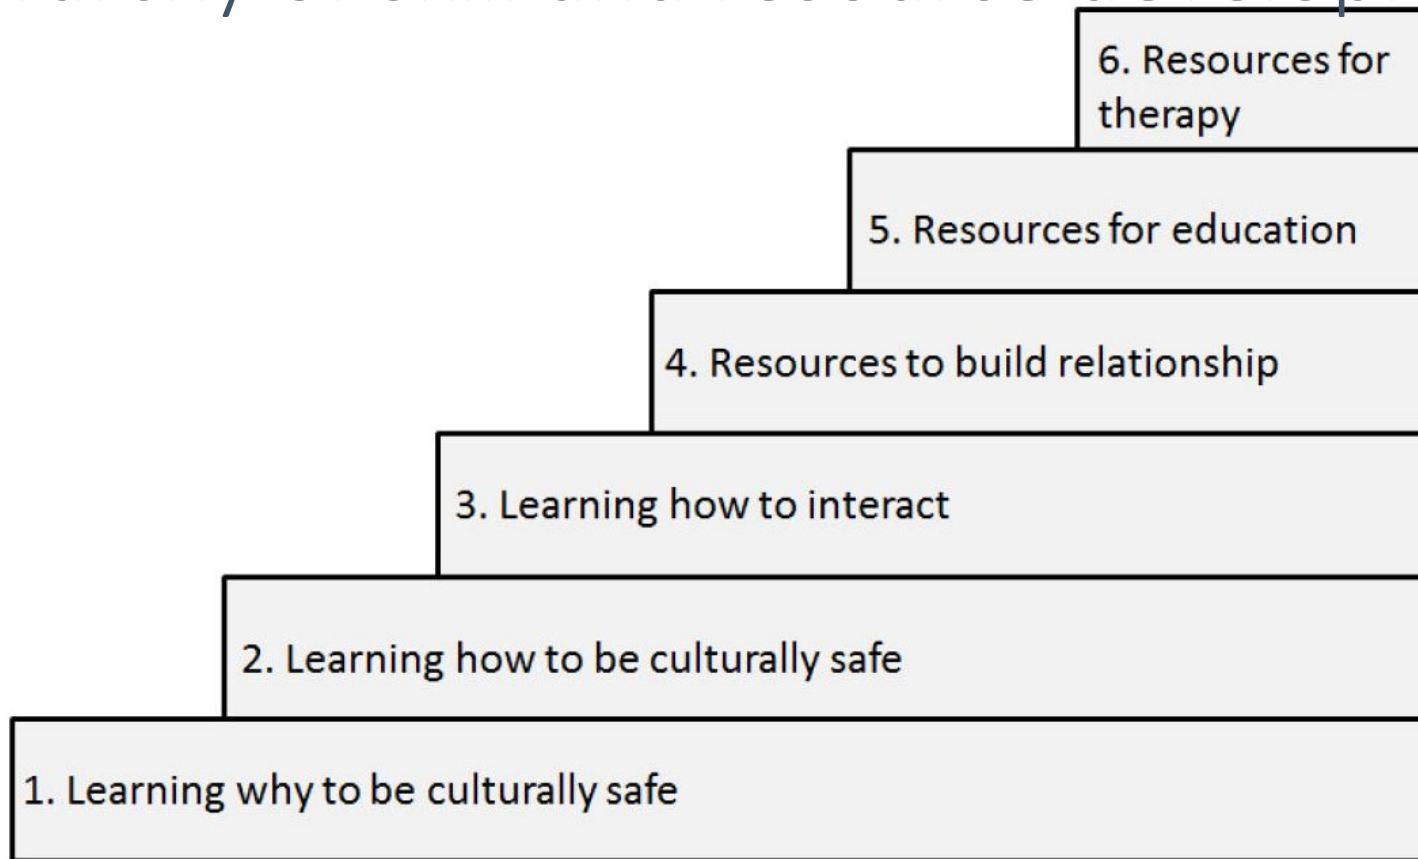 6. Resources for
therapy
5. Resources for education
4. Resources to build relationship
3. Learning how to interact
2. Learning how to be culturally safe
1. Learning why to be culturally safe